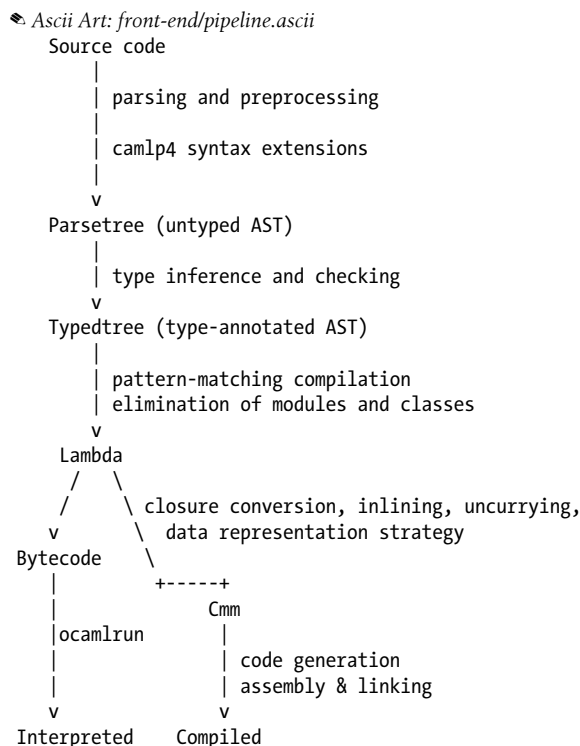 ✎ Ascii Art: front-end/pipeline.ascii
Source code
|
| parsing and preprocessing
|
| camlp4 syntax extensions
|
v
Parsetree (untyped AST)
|
| type inference and checking
v
Typedtree (type-annotated AST)
|
| pattern-matching compilation
| elimination of modules and classes
v
Lambda
/ \
/ \ closure conversion, inlining, uncurrying,
v \ data representation strategy
Bytecode \
| +-----+
| Cmm
|ocamlrun |
| | code generation
| | assembly & linking
v v
Interpreted Compiled